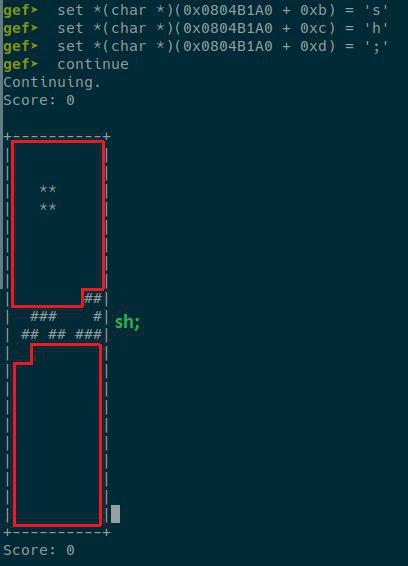 gef➤  set *(char *)(0x0804B1A0 + 0xb) = 's'
gef➤  set *(char *)(0x0804B1A0 + 0xc) = 'h'
gef➤  set *(char *)(0x0804B1A0 + 0xd) = ';'
gef➤  continue
Continuing.
Score: 0
+----------+
|          |
|          |
|   **     |
|   **     |
|          |
|          |
|          |
|          |
|        ##|
|  ###    #| sh;
| ## ## ###|
|          |
|          |
|          |
|          |
|          |
|          |
|          |
|          |
|          |
|          |
+----------+
Score: 0